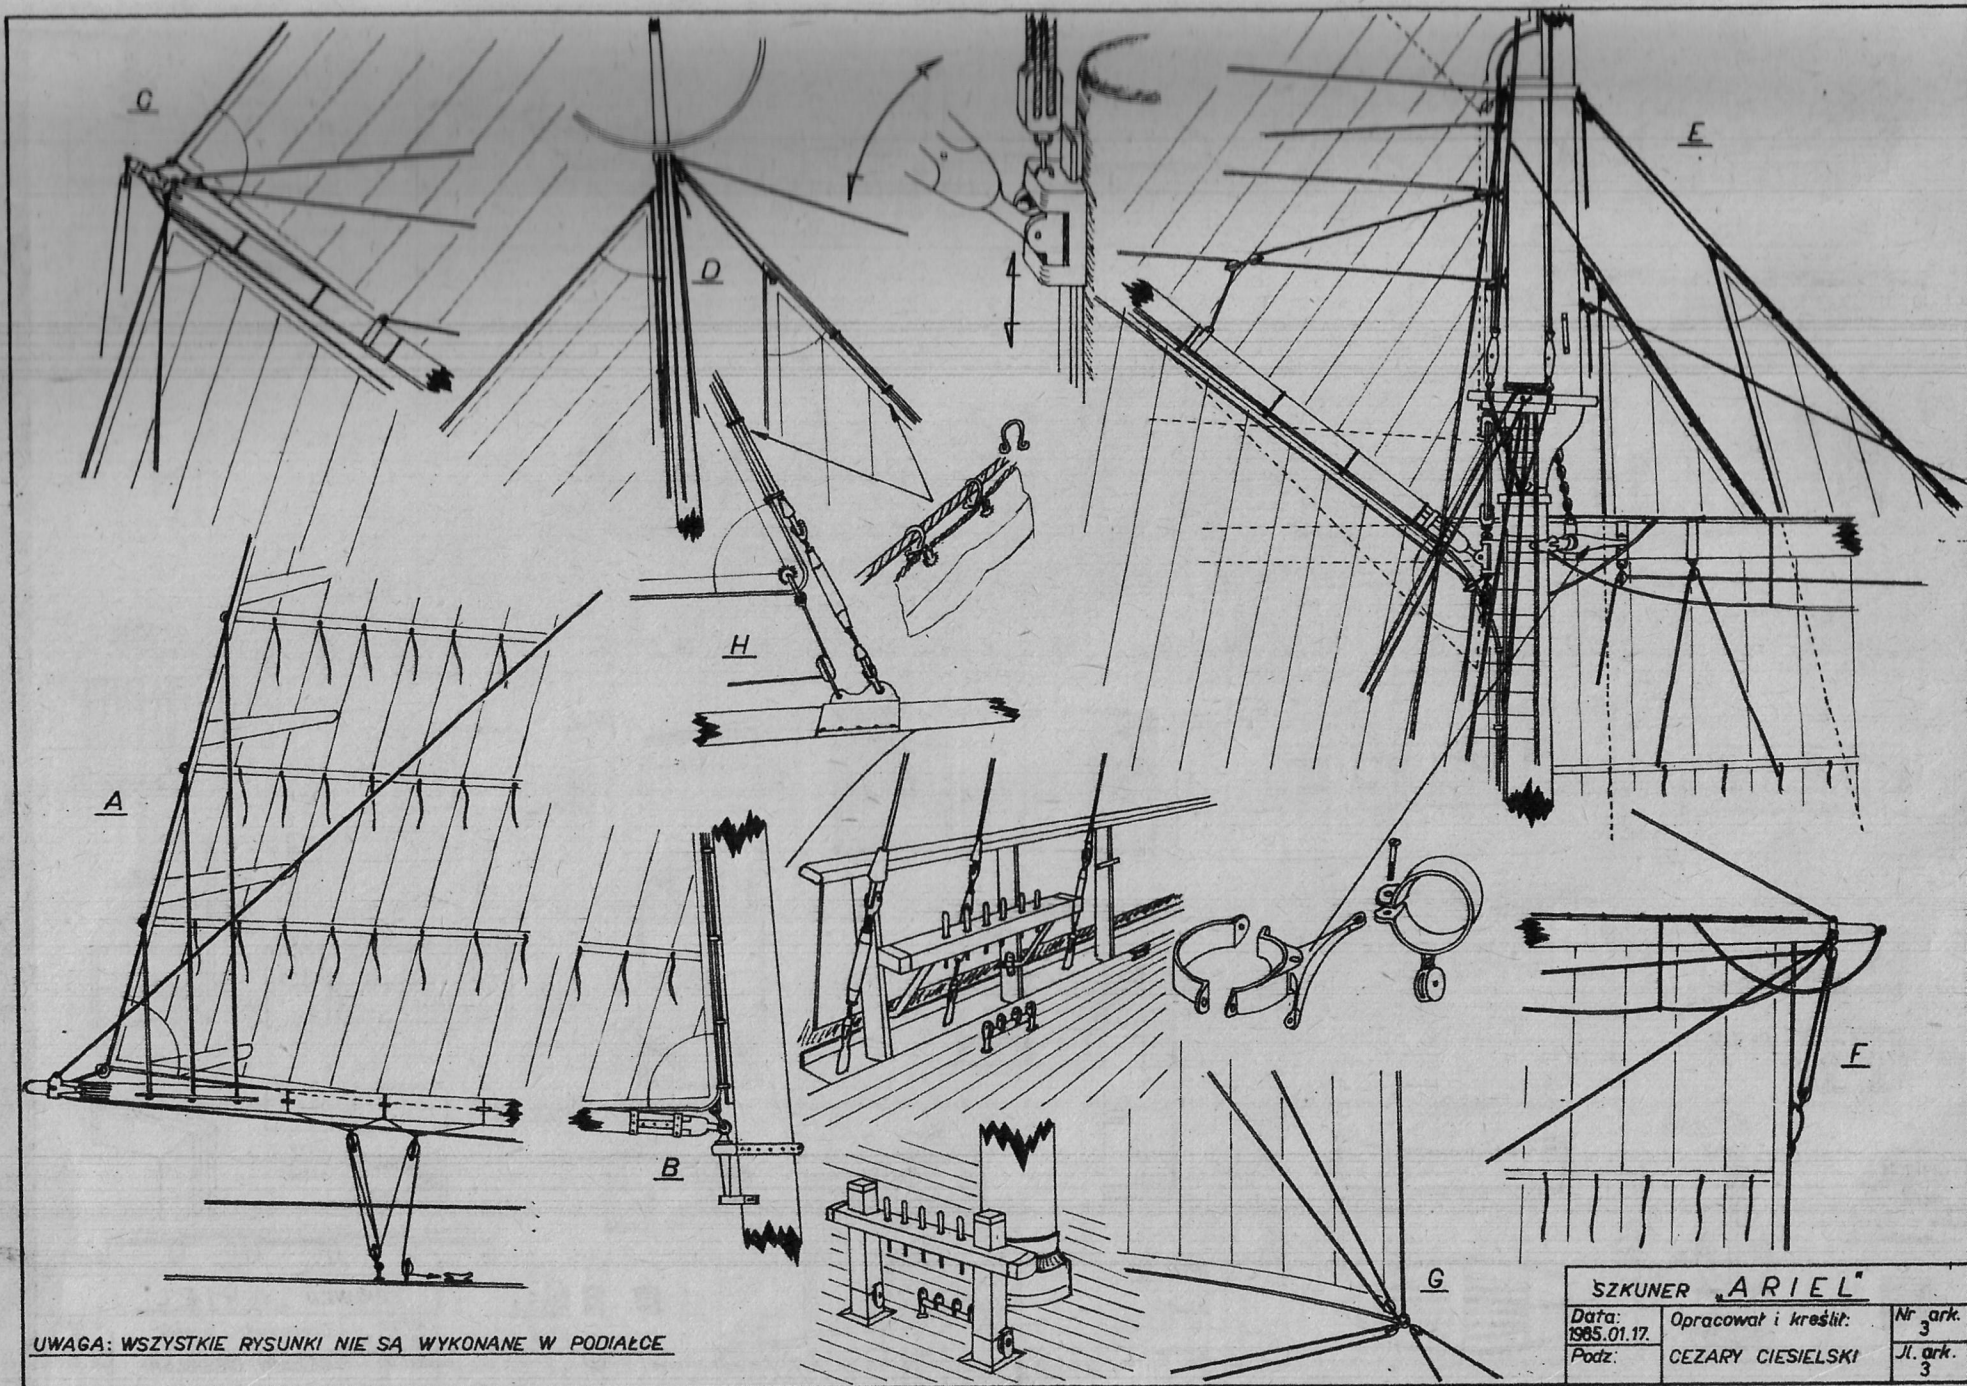 C
D
E
H
A
B
F
G
UWAGA: WSZYSTKIE RYSUNKI NIE SĄ WYKONANE W PODIAŁCE
SZKUNER „ARIEL"
Data:
1985.01.17.
Podz:
Opracował i kreślił:
CEZARY CIESIELSKI
Nr ark.
3
Jl. ark.
3